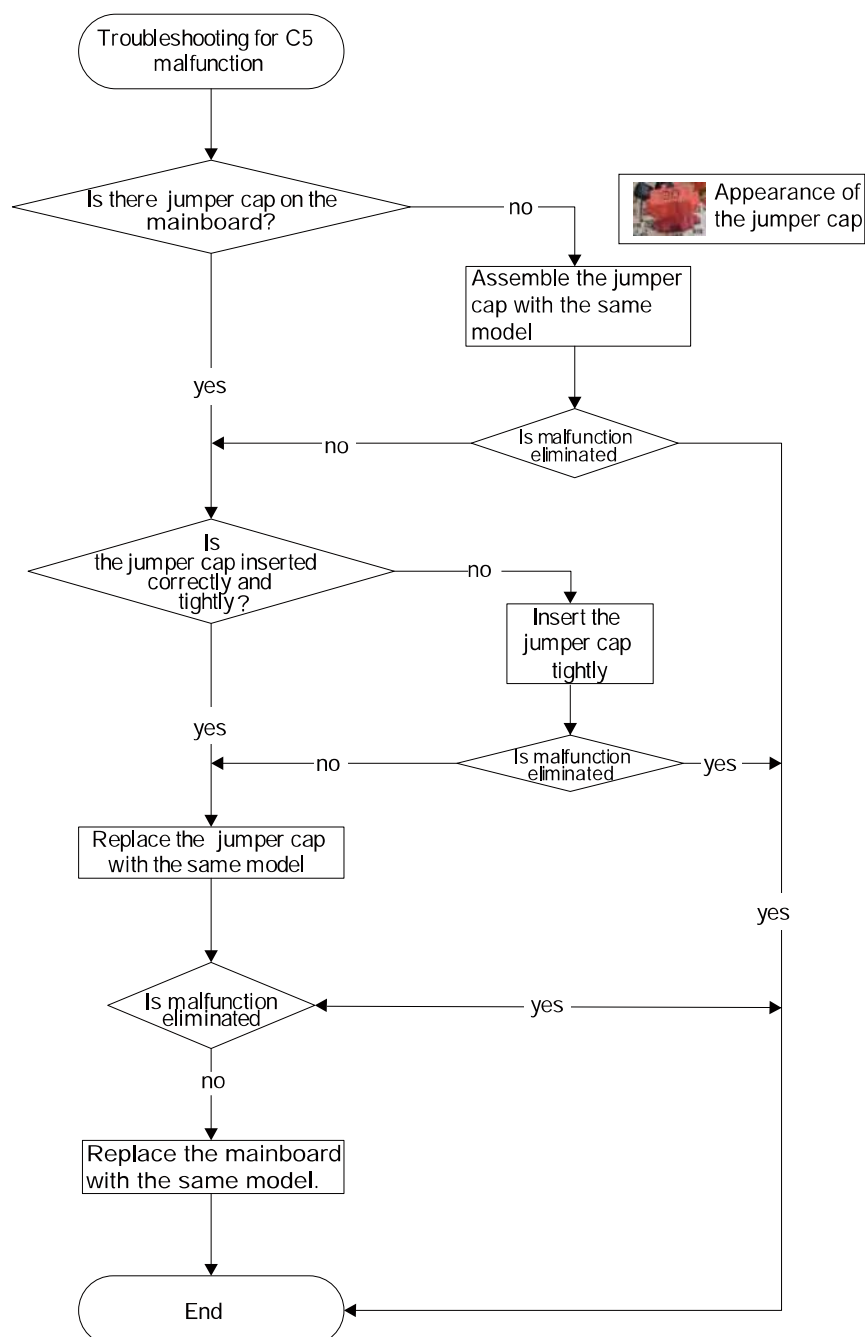 Troubleshooting for C5
malfunction
Is there jumper cap on the
mainboard?
no
Appearance of
the jumper cap
Assemble the jumper
cap with the same
model
yes
no
Is malfunction
eliminated
Is
the jumper cap inserted
correctly and
tightly?
no
Insert the
jumper cap
tightly
yes
no
Is malfunction
eliminated
yes
Replace the jumper cap
with the same model
yes
Is malfunction
eliminated
yes
no
Replace the mainboard
with the same model.
End